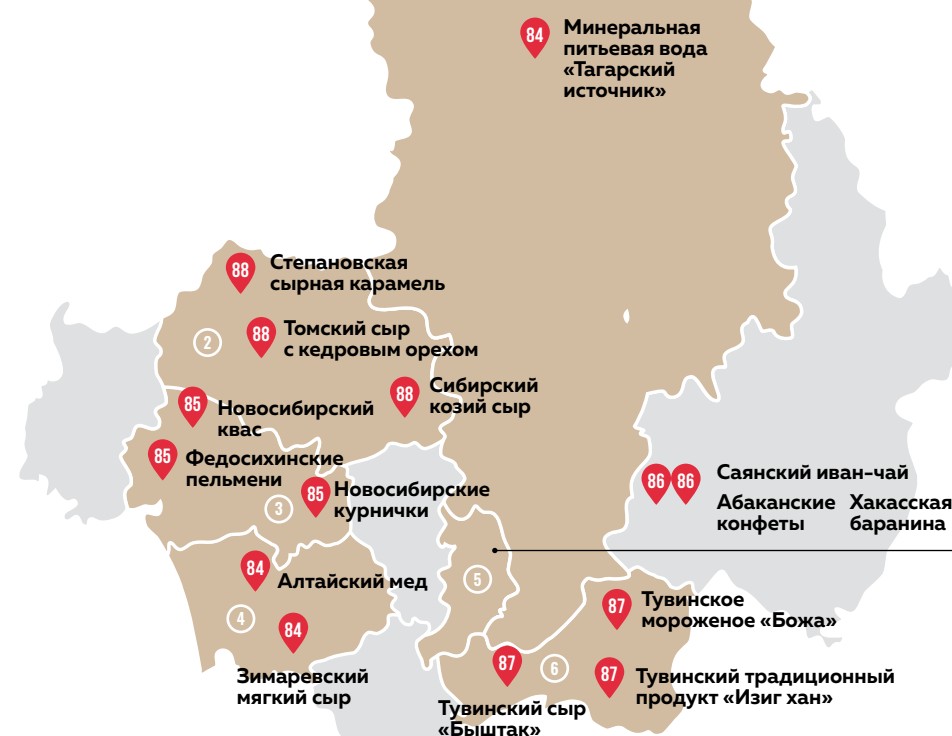 84
Минеральная
питьевая вода
«Тагарский
источник»
88
Степановская
сырная карамель
2
88
Томский сыр
с кедровым орехом
88
Сибирский
козий сыр
85
Новосибирский
квас
85
Федосихинские
пельмени
3
85
Новосибирские
курнички
86 86
Саянский иван-чай
Абаканские
конфеты
Хакасская
баранина
84
Алтайский мед
4
84
Зимаревский
мягкий сыр
5
87
Тувинское
мороженое «Божа»
87
Тувинский сыр
«Быштак»
6
87
Тувинский традиционный
продукт «Изиг хан»